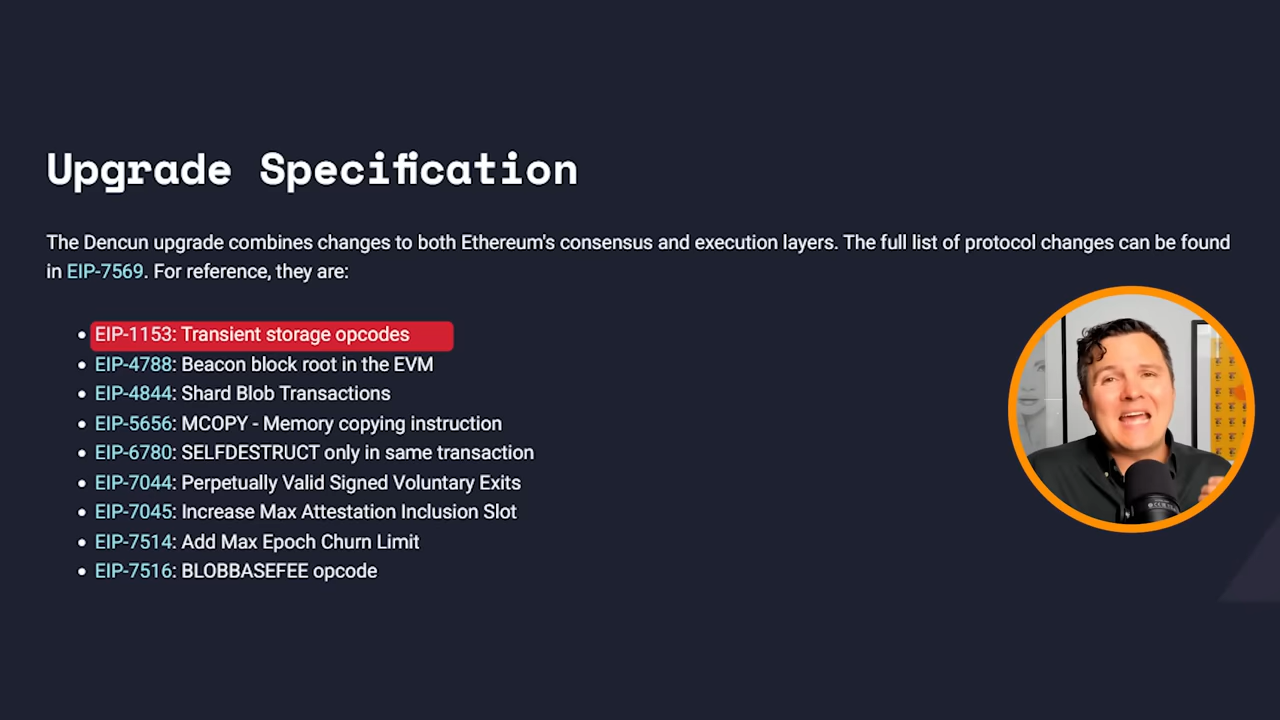 Upgrade Specification
The Dencun upgrade combines changes to both Ethereum's consensus and execution layers. The full list of protocol changes can be found
in EIP-7569. For reference, they are:
• EIP-1153: Transient storage opcodes
• EIP-4788: Beacon block root in the EVM
• EIP-4844: Shard Blob Transactions
• EIP-5656: MCOPY - Memory copying instruction
• EIP-6780: SELFDESTRUCT only in same transaction
• EIP-7044: Perpetually Valid Signed Voluntary Exits
• EIP-7045: Increase Max Attestation Inclusion Slot
• EIP-7514: Add Max Epoch Churn Limit
• EIP-7516: BLOBBASEFEE opcode